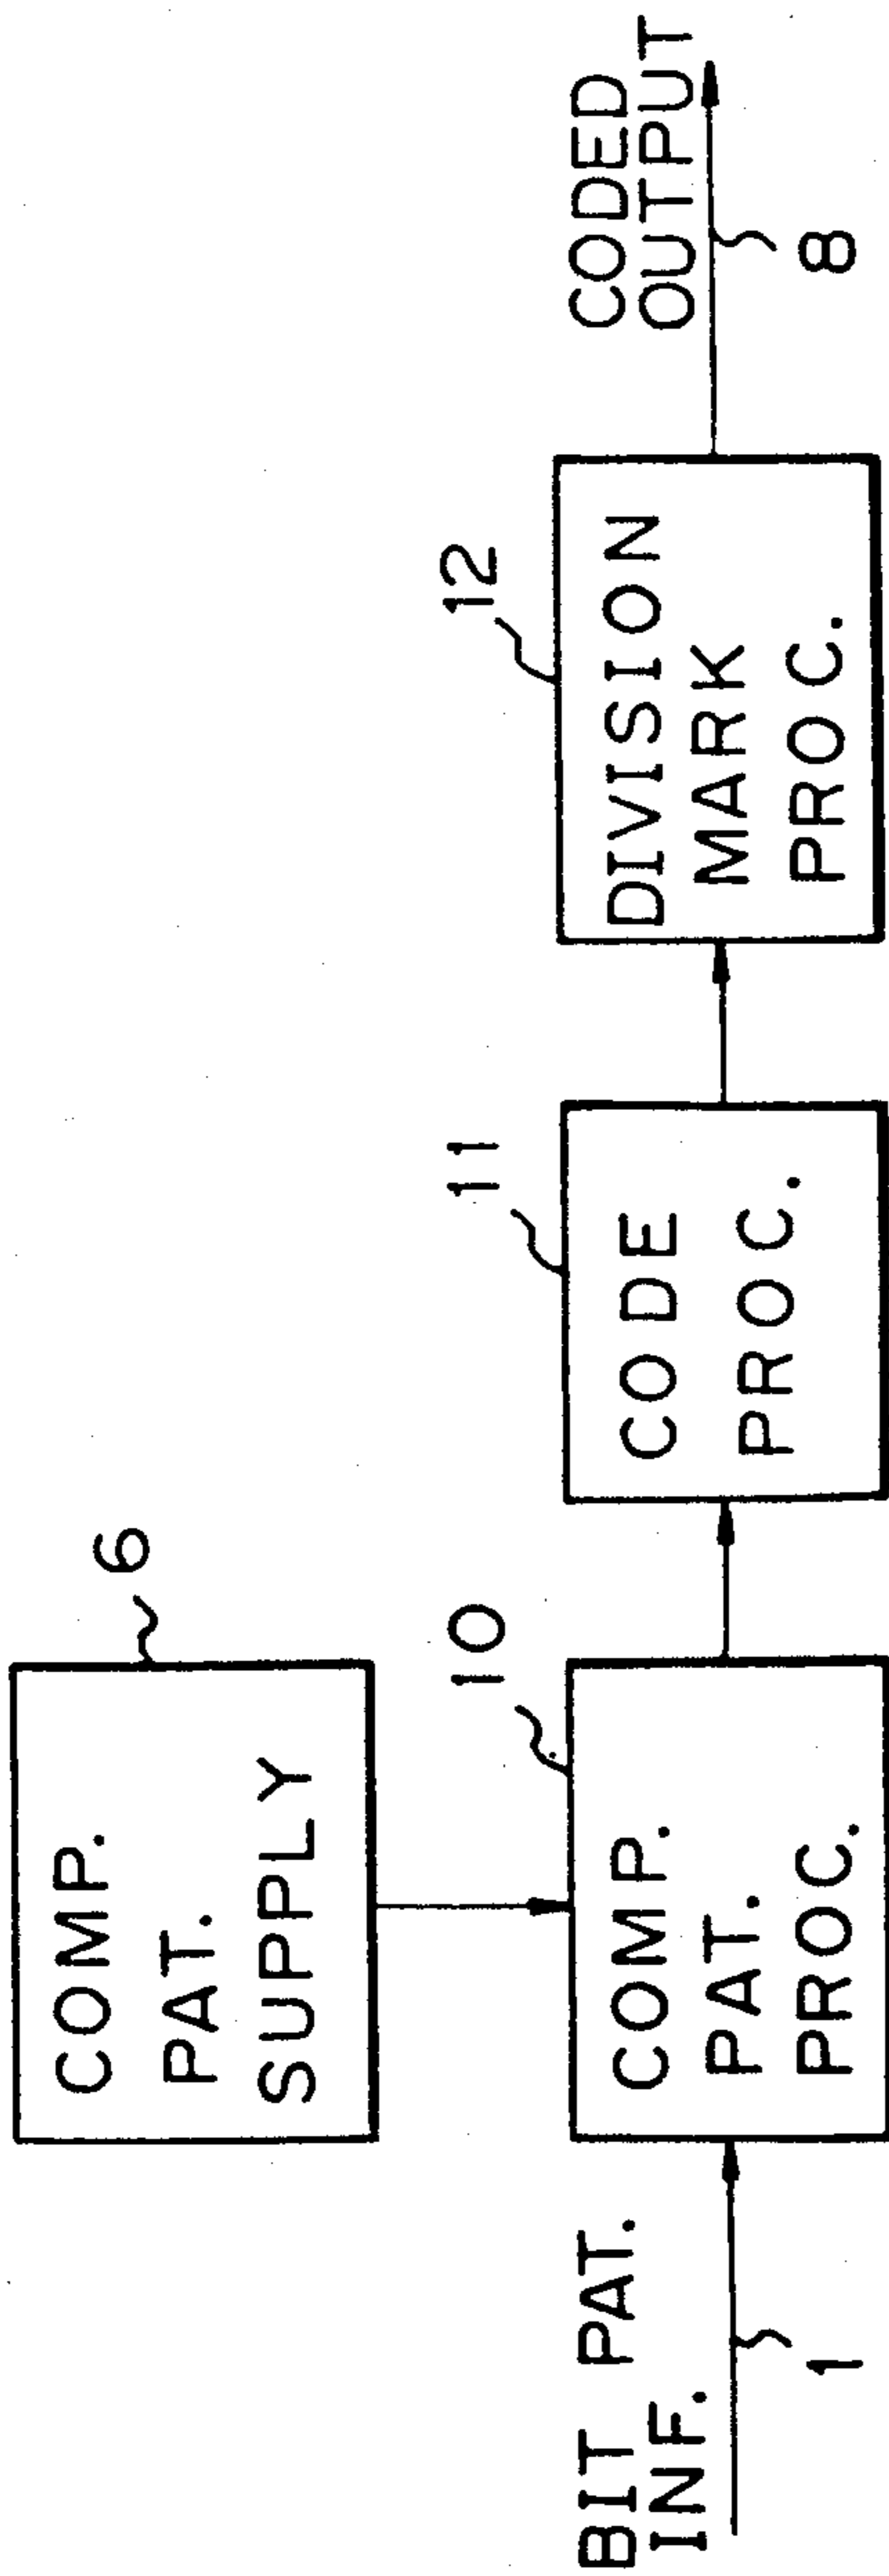 6
COMP.
PAT.
SUPPLY
BIT PAT.
INF.
1
10
COMP.
PAT.
PROC.
11
CODE
PROC.
12
DIVISION
MARK
PROC.
CODED
OUTPUT
8